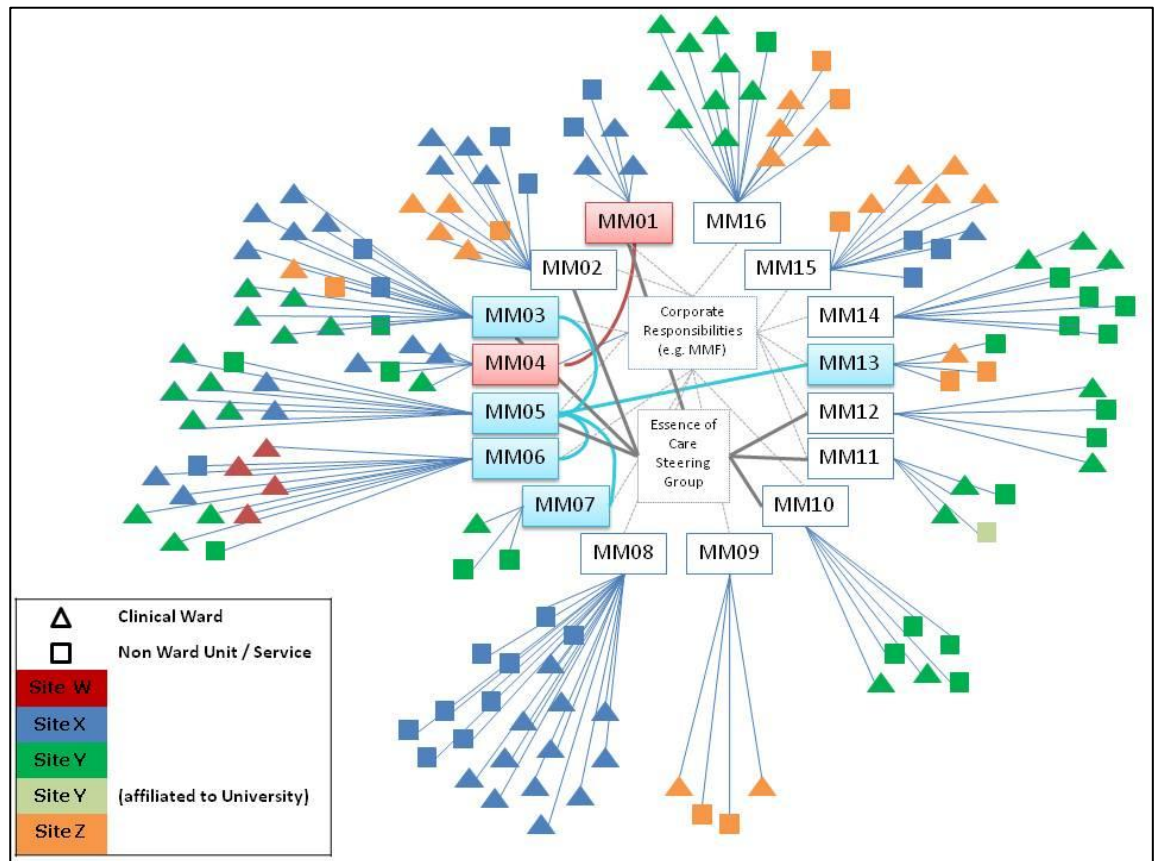 MM01
MM16
MM02
MM15
Corporate
Responsibilities
(e.g. MMF)
MM03
MM14
MM04
MM13
MM05
MM12
Essence of
Care
Steering
Group
MM06
MM11
MM07
MM10
MM08
MM09
Clinical Ward
Non Ward Unit / Service
Site W
Site X
Site Y
Site Y (affiliated to University)
Site Z